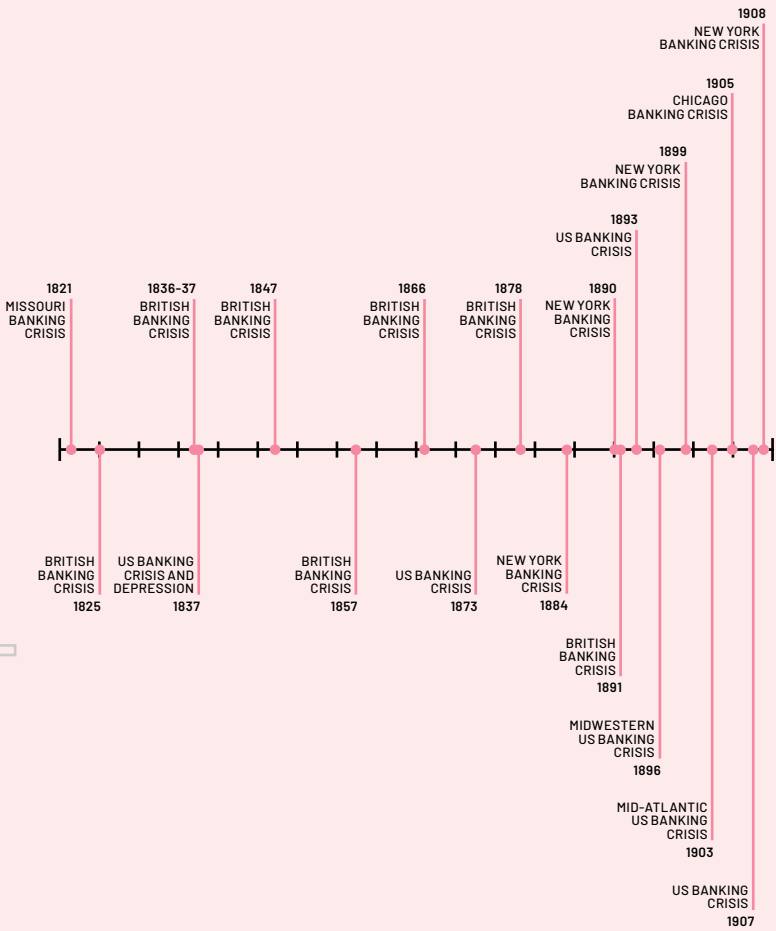 1908
NEW YORK
BANKING CRISIS
1905
CHICAGO
BANKING CRISIS
1899
NEW YORK
BANKING CRISIS
1893
US BANKING
CRISIS
1821
MISSOURI
BANKING
CRISIS
1836-37
BRITISH
BANKING
CRISIS
1847
BRITISH
BANKING
CRISIS
1866
BRITISH
BANKING
CRISIS
1878
BRITISH
BANKING
CRISIS
1890
NEW YORK
BANKING
CRISIS
BRITISH
BANKING
CRISIS
1825
US BANKING
CRISIS AND
DEPRESSION
1837
BRITISH
BANKING
CRISIS
1857
US BANKING
CRISIS
1873
NEW YORK
BANKING
CRISIS
1884
BRITISH
BANKING
CRISIS
1891
MIDWESTERN
US BANKING
CRISIS
1896
MID-ATLANTIC
US BANKING
CRISIS
1903
US BANKING
CRISIS
1907